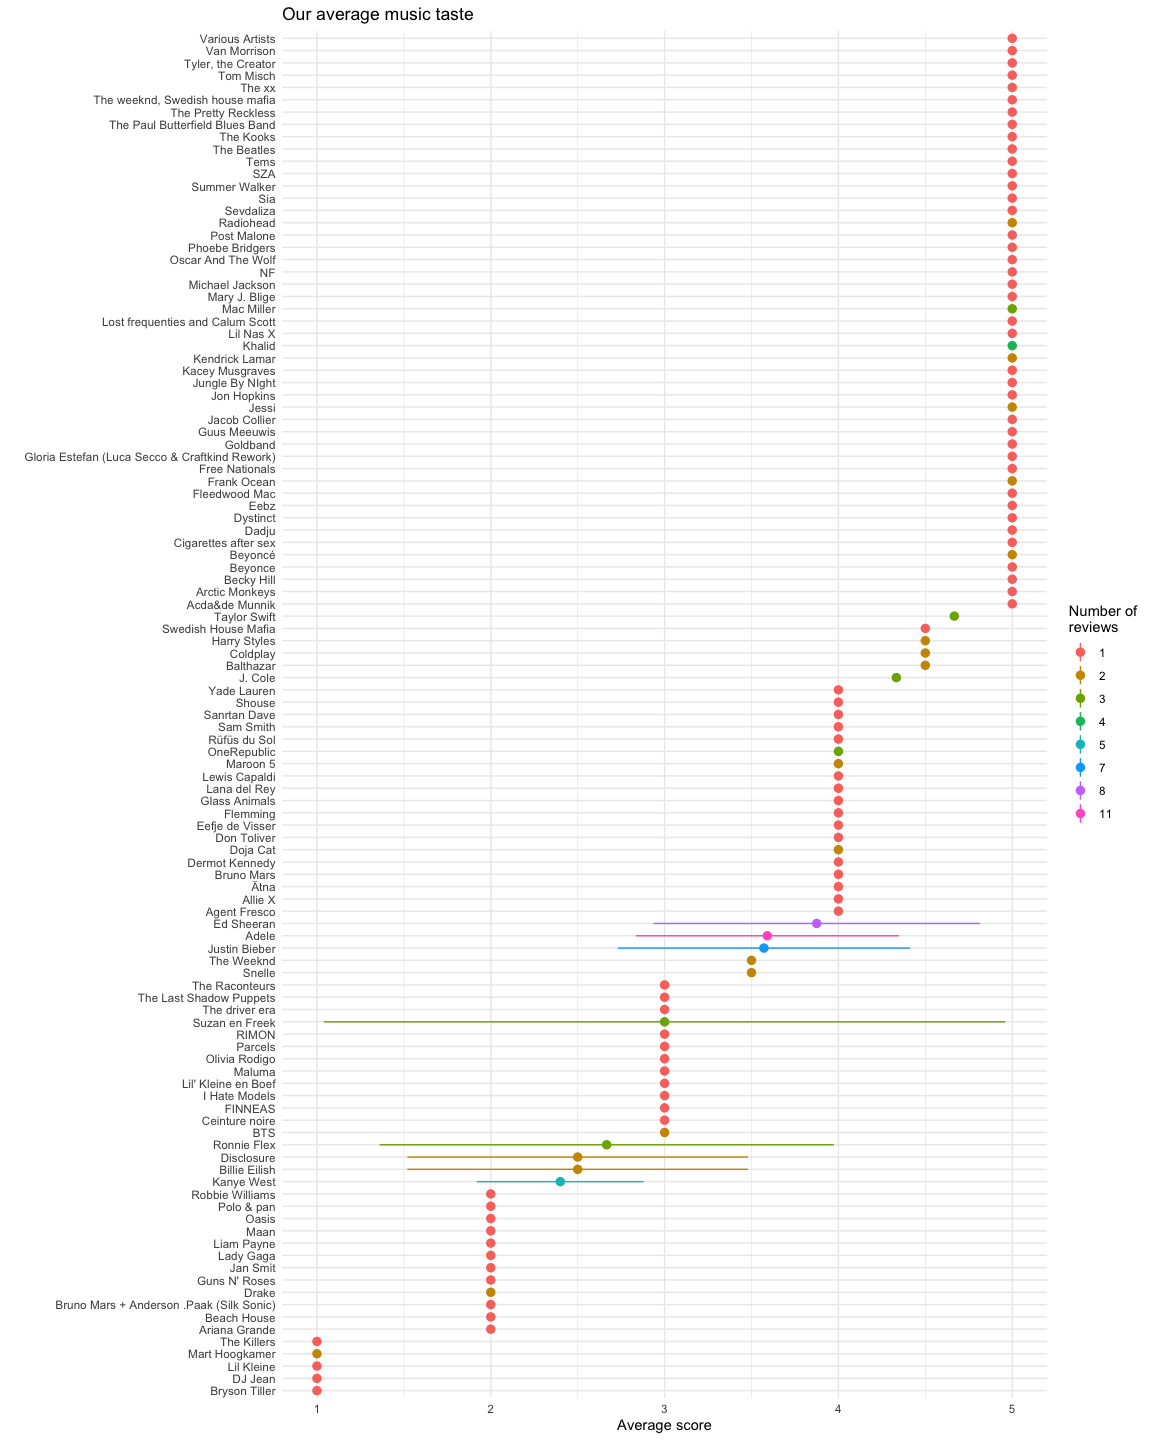 Our average music taste
Various Artists
Van Morrison
Tyler, the Creator
Tom Misch
The xx
The weeknd, Swedish house mafia
The Pretty Reckless
The Paul Butterfield Blues Band
The Kooks
The Beatles
Tems
SZA
Summer Walker
Sia
Sevdaliza
Radiohead
Post Malone
Phoebe Bridgers
Oscar And The Wolf
NF
Michael Jackson
Mary J. Blige
Mac Miller
Lost frequenties and Calum Scott
Lil Nas X
Khalid
Kendrick Lamar
Kacey Musgraves
Jungle By NIght
Jon Hopkins
Jessi
Jacob Collier
Guus Meeuwis
Goldband
Gloria Estefan (Luca Secco & Craftkind Rework)
Free Nationals
Frank Ocean
Fleedwood Mac
Eebz
Dystinct
Dadju
Cigarettes after sex
Beyoncé
Beyonce
Becky Hill
Arctic Monkeys
Acda&de Munnik
Taylor Swift
Swedish House Mafia
Harry Styles
Coldplay
Balthazar
J. Cole
Yade Lauren
Shouse
Sanrtan Dave
Sam Smith
Rüfüs du Sol
OneRepublic
Maroon 5
Lewis Capaldi
Lana del Rey
Glass Animals
Flemming
Eefje de Visser
Don Toliver
Doja Cat
Dermot Kennedy
Bruno Mars
Ätna
Allie X
Agent Fresco
Ed Sheeran
Adele
Justin Bieber
The Weeknd
Snelle
The Raconteurs
The Last Shadow Puppets
The driver era
Suzan en Freek
RIMON
Parcels
Olivia Rodigo
Maluma
Lil' Kleine en Boef
I Hate Models
FINNEAS
Ceinture noire
BTS
Ronnie Flex
Disclosure
Billie Eilish
Kanye West
Robbie Williams
Polo & pan
Oasis
Maan
Liam Payne
Lady Gaga
Jan Smit
Guns N' Roses
Drake
Bruno Mars + Anderson .Paak (Silk Sonic)
Beach House
Ariana Grande
The Killers
Mart Hoogkamer
Lil Kleine
DJ Jean
Bryson Tiller
1 2 3 4 5
Average score
Number of
reviews
1
2
3
4
5
7
8
11